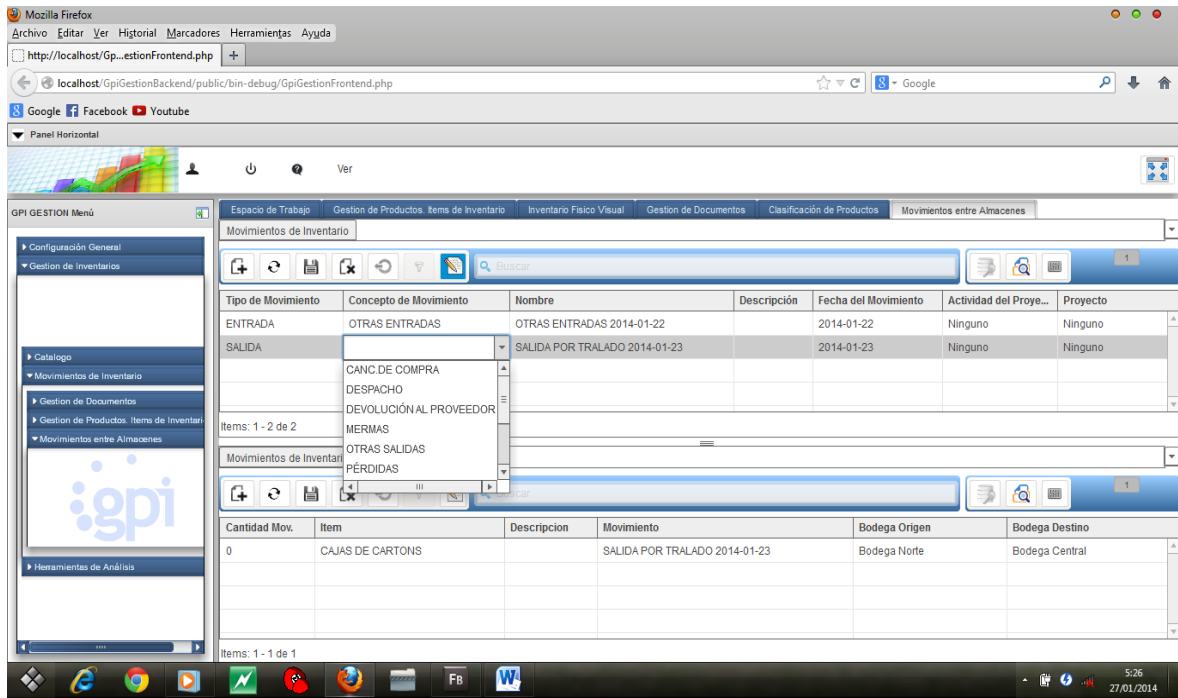 Mozilla Firefox
Archivo Editar Ver Historial Marcadores Herramientas Ayuda
http://localhost/Gp...estionFrontend.php +
localhost/GpiGestionBackend/public/bin-debug/GpiGestionFrontend.php
8 Google
8 Google Facebook Youtube
Panel Horizontal
Ver
GPI GESTION Menú
Espacio de Trabajo Gestion de Productos. Items de Inventario Inventario Fisico Visual Gestion de Documentos Clasificación de Productos Movimientos entre Almacenes
Movimientos de Inventario
Configuración General
Gestion de Inventarios
Buscar
1
Tipo de Movimiento Concepto de Movimiento Nombre Descripción Fecha del Movimiento Actividad del Proye... Proyecto
ENTRADA OTRAS ENTRADAS OTRAS ENTRADAS 2014-01-22 2014-01-22 Ninguno Ninguno
SALIDA SALIDA POR TRALADO 2014-01-23 2014-01-23 Ninguno Ninguno
CANC.DE COMPRA
DESPACHO
DEVOLUCIÓN AL PROVEEDOR
MERMAS
OTRAS SALIDAS
PÉRDIDAS
Catalogo
Movimientos de Inventario
Gestion de Documentos
Gestion de Productos. Items de Inventari
Movimientos entre Almacenes
gpi
Herramientas de Análisis
Items: 1 - 2 de 2
Movimientos de Inventari
1
Cantidad Mov. Item Descripcion Movimiento Bodega Origen Bodega Destino
0 CAJAS DE CARTONS SALIDA POR TRALADO 2014-01-23 Bodega Norte Bodega Central
Items: 1 - 1 de 1
FB W
5:26
27/01/2014